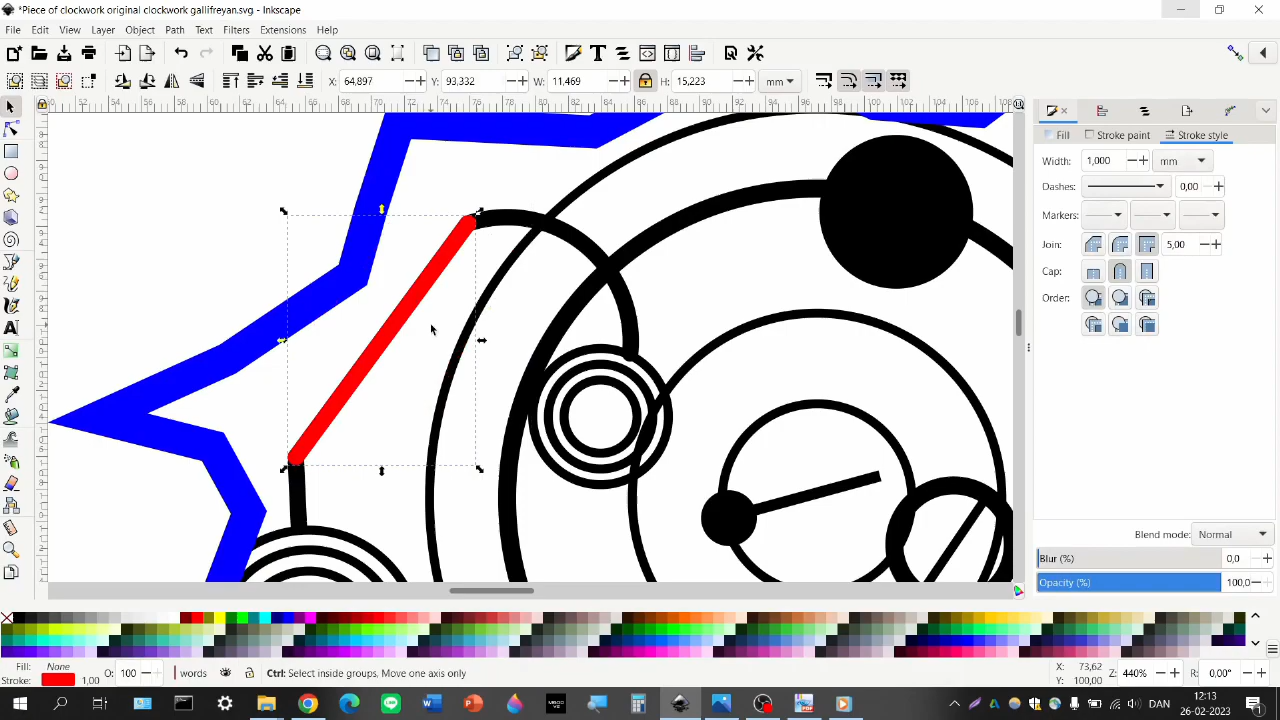 *Piece of clockwork original clockwork gallifreyan.svg - Inkscape
File Edit View Layer Object Path Text Filters Extensions Help
X: 64,897 Y: 93,332 W: 11,469 H: 15,223 mm
Fill Stroke paint Stroke style
Width: 1,000 mm
Dashes: 0,00
Markers:
Join: 5,00
Cap:
Order:
Blend mode: Normal
Blur (%) 0,0
Opacity (%) 100,0
Fill: None
Stroke: 1,00
O: 100
words
Ctrl: Select inside groups, Move one axis only
X: 73,62
Y: 100,00
Z: 440%
R: 0,00°
DAN
12:13
26-02-2023